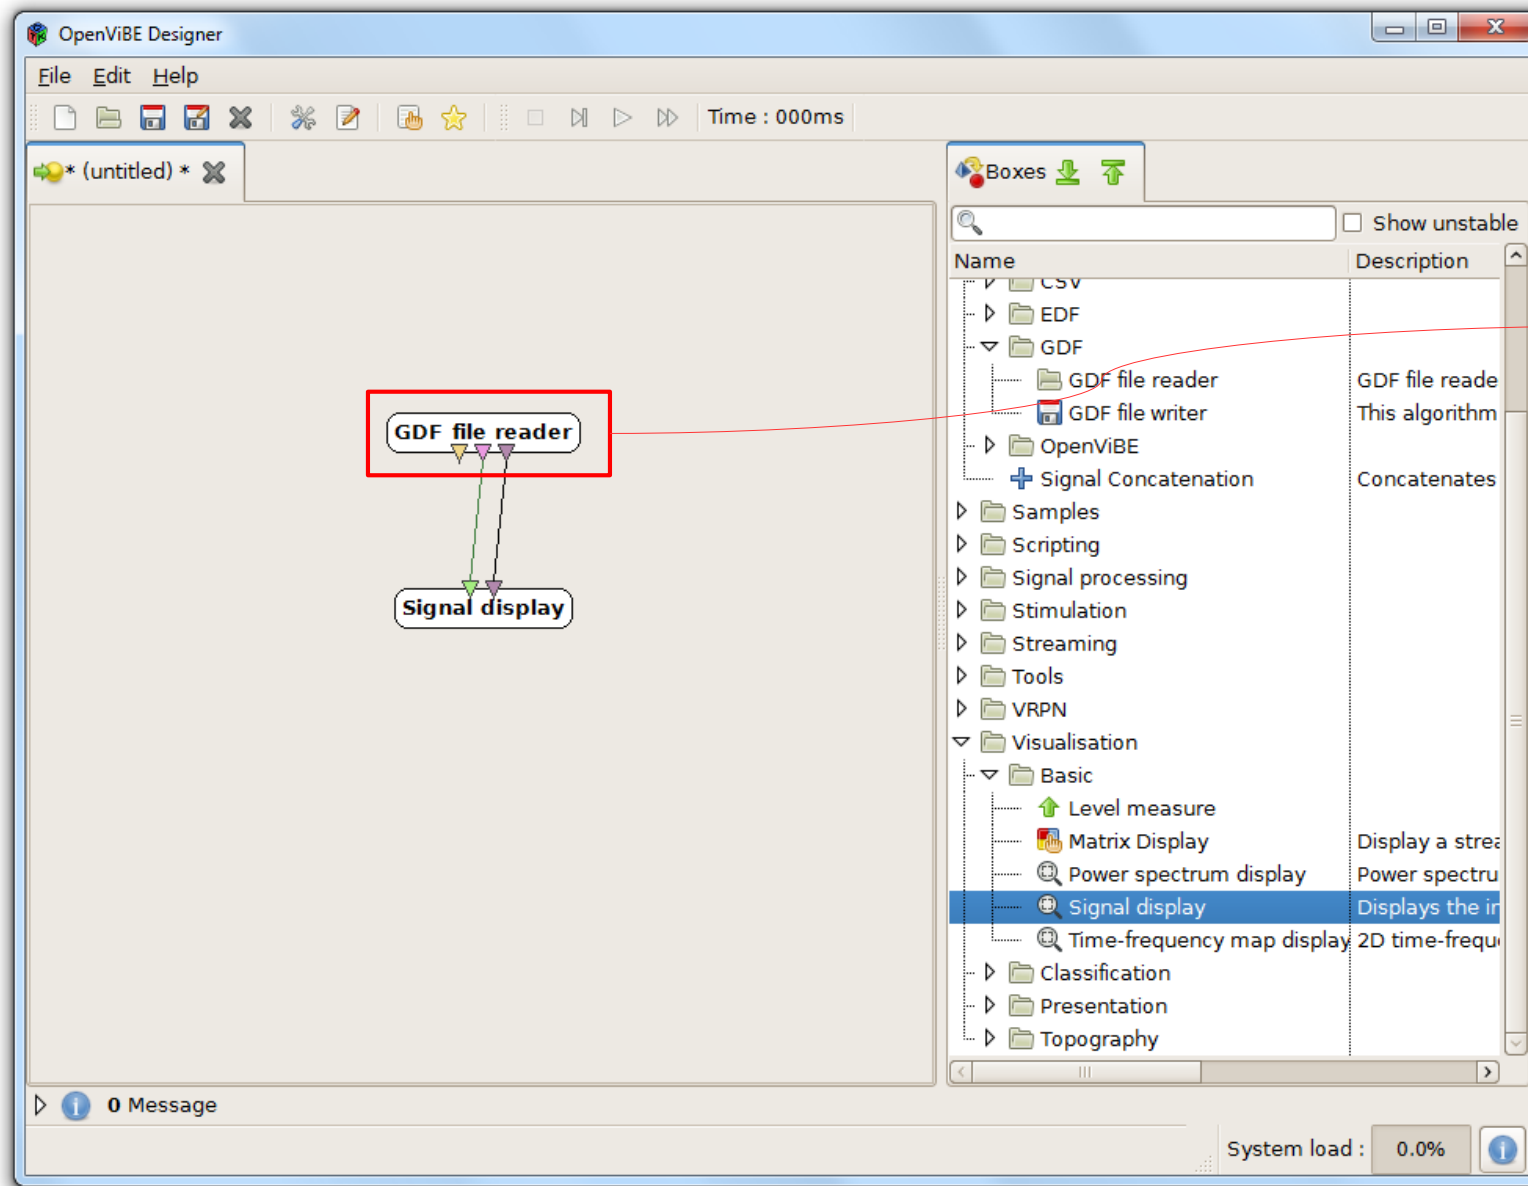 OpenViBE Designer
File Edit Help
Time : 000ms
* (untitled) *
Boxes
Show unstable
Name Description
CSV
EDF
GDF
GDF file reader GDF file reade
GDF file writer This algorithm
OpenViBE
Signal Concatenation Concatenates
Samples
Scripting
Signal processing
Stimulation
Streaming
Tools
VRPN
Visualisation
Basic
Level measure
Matrix Display Display a strea
Power spectrum display Power spectru
Signal display Displays the in
Time-frequency map display 2D time-freque
Classification
Presentation
Topography
GDF file reader
Signal display
0 Message
System load : 0.0%